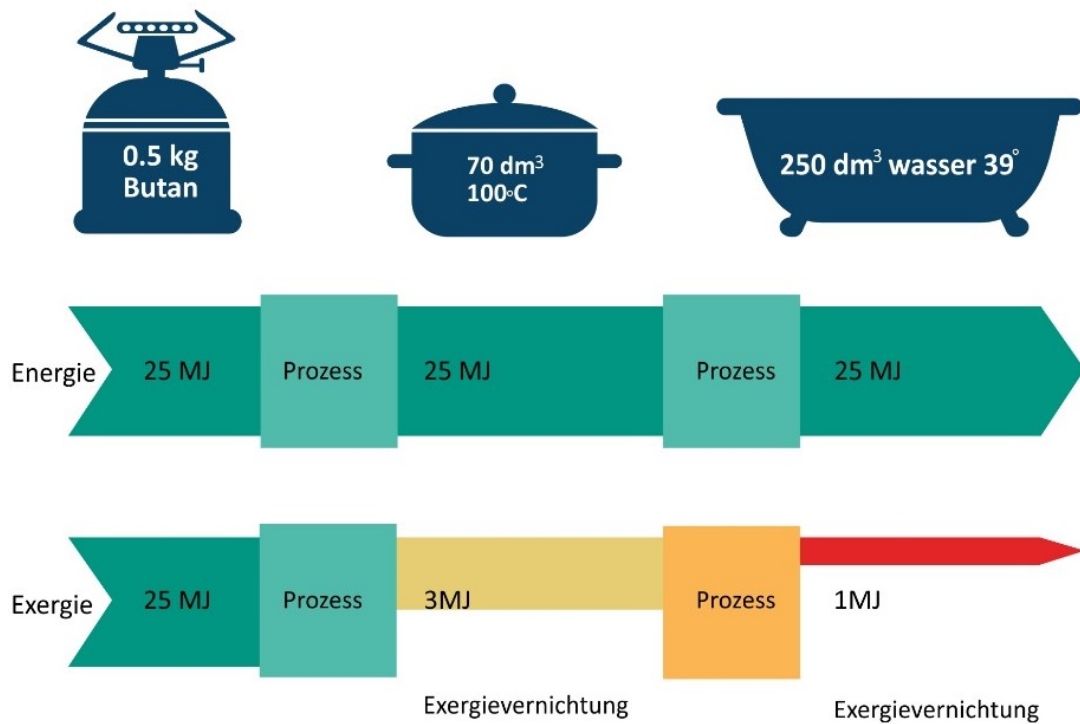 0.5 kg
Butan
70 dm³
100°C
250 dm³ wasser 39°
Energie
25 MJ
Prozess
25 MJ
Prozess
25 MJ
Exergie
25 MJ
Prozess
3MJ
Prozess
1MJ
Exergievernichtung
Exergievernichtung